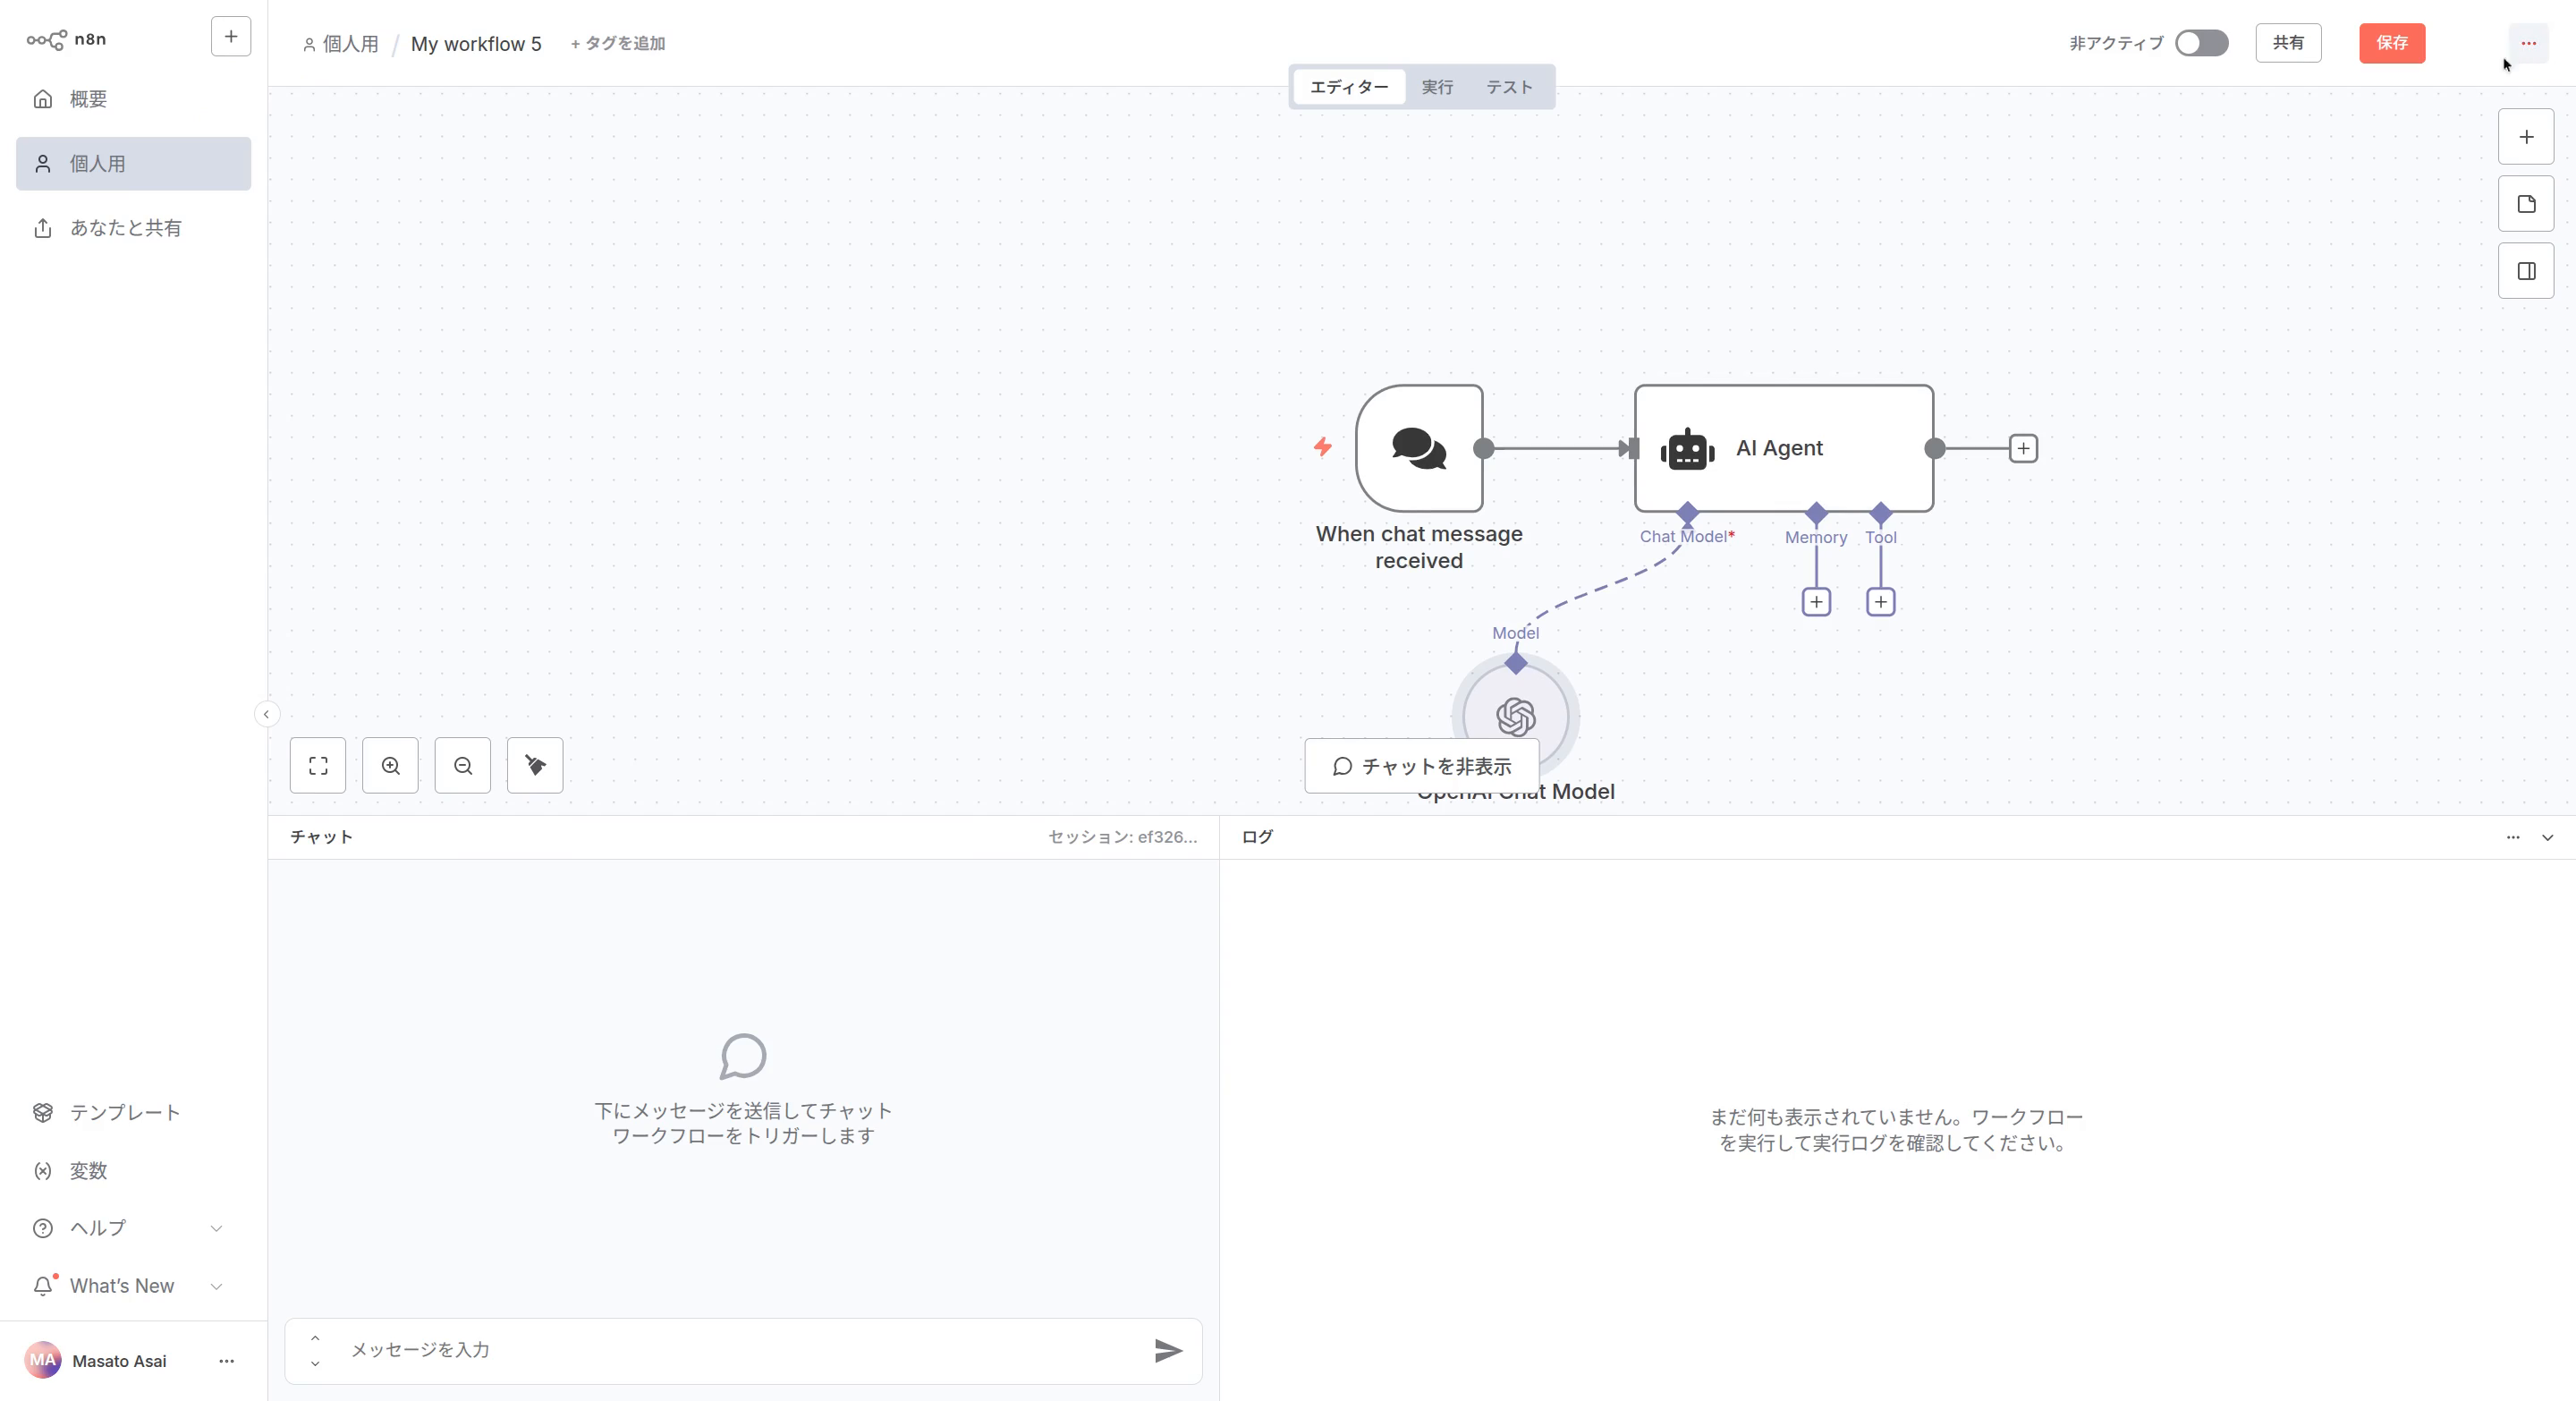 n8n
概要
個人用
あなたと共有
テンプレート
変数
ヘルプ
What's New
MA
Masato Asai
個人用 / My workflow 5 + タグを追加
非アクティブ
共有
保存
エディター 実行 テスト
When chat message
received
AI Agent
Chat Model*
Memory
Tool
Model
OpenAI Chat Model
チャットを非表示
チャット
セッション: ef326...
下にメッセージを送信してチャット
ワークフローをトリガーします
メッセージを入力
ログ
まだ何も表示されていません。ワークフロー
を実行して実行ログを確認してください。